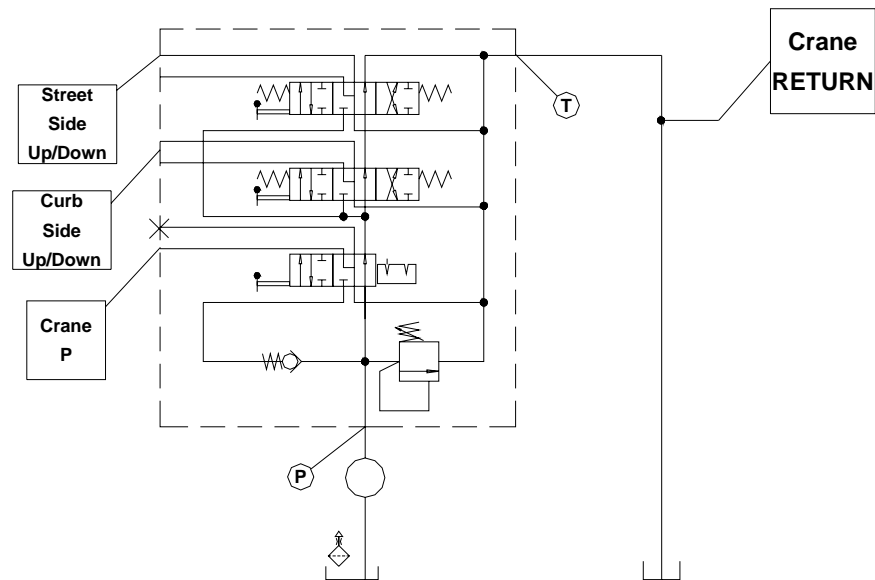 Crane
RETURN
Street
Side
Up/Down
T
Curb
Side
Up/Down
Crane
P
P